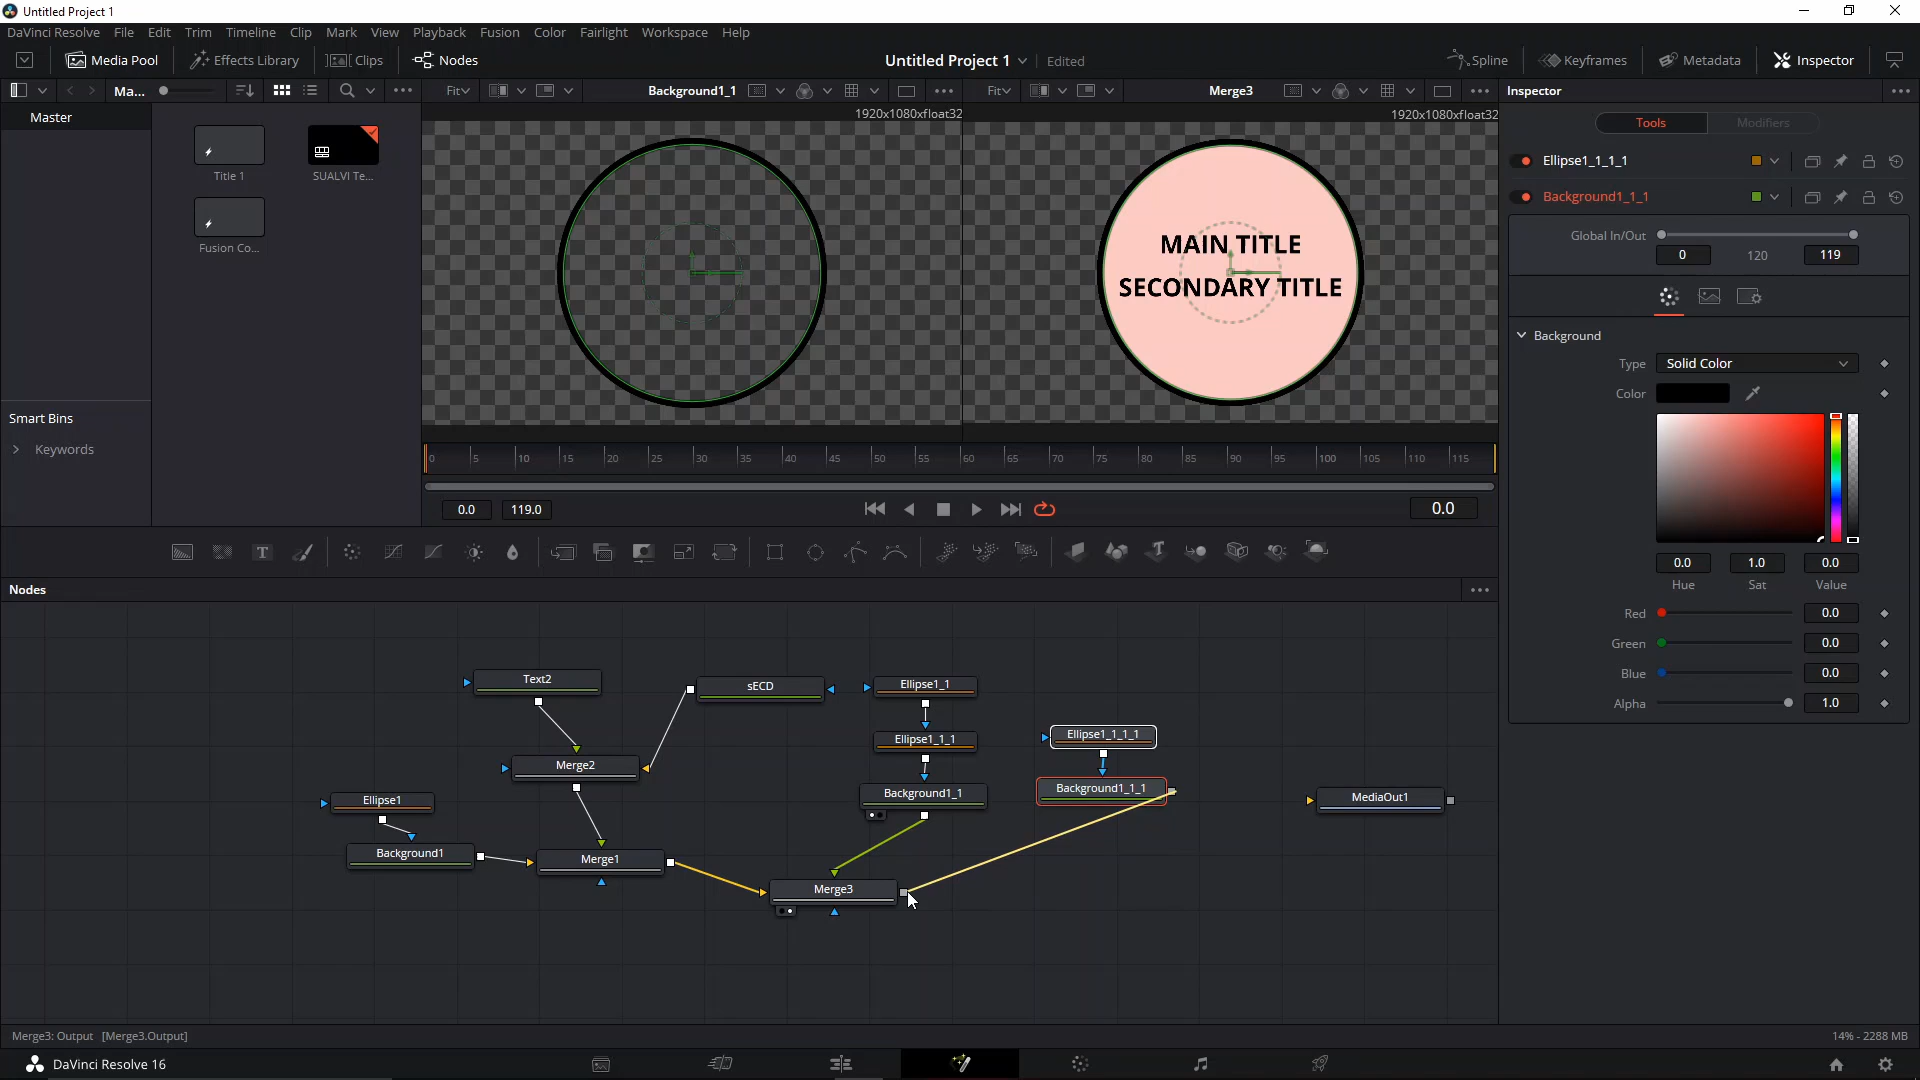 Untitled Project 1
DaVinci Resolve File Edit Trim Timeline Clip Mark View Playback Fusion Color Fairlight Workspace Help
Media Pool Effects Library Clips Nodes Untitled Project 1 Edited Spline Keyframes Metadata Inspector
Ma... Fit Background1_1 Fit Merge3 Inspector
1920x1080xfloat32 1920x1080xfloat32
Master
Tools Modifiers
Title 1 SUALVI Te...
Fusion Co...
Ellipse1_1_1_1
Background1_1_1
Global In/Out
0 120 119
MAIN TITLE
SECONDARY TITLE
Background
Type Solid Color
Color
Smart Bins
Keywords
0 5 10 15 20 25 30 35 40 45 50 55 60 65 70 75 80 85 90 95 100 105 110 115
0.0 119.0 0.0
0.0 1.0 0.0
Hue Sat Value
Red 0.0
Green 0.0
Blue 0.0
Alpha 1.0
Nodes
Text2 sECD Ellipse1_1
Ellipse1_1_1 Ellipse1_1_1_1
Merge2
Background1_1 Background1_1_1 MediaOut1
Ellipse1
Background1 Merge1
Merge3
Merge3: Output [Merge3.Output] 14% - 2288 MB
DaVinci Resolve 16